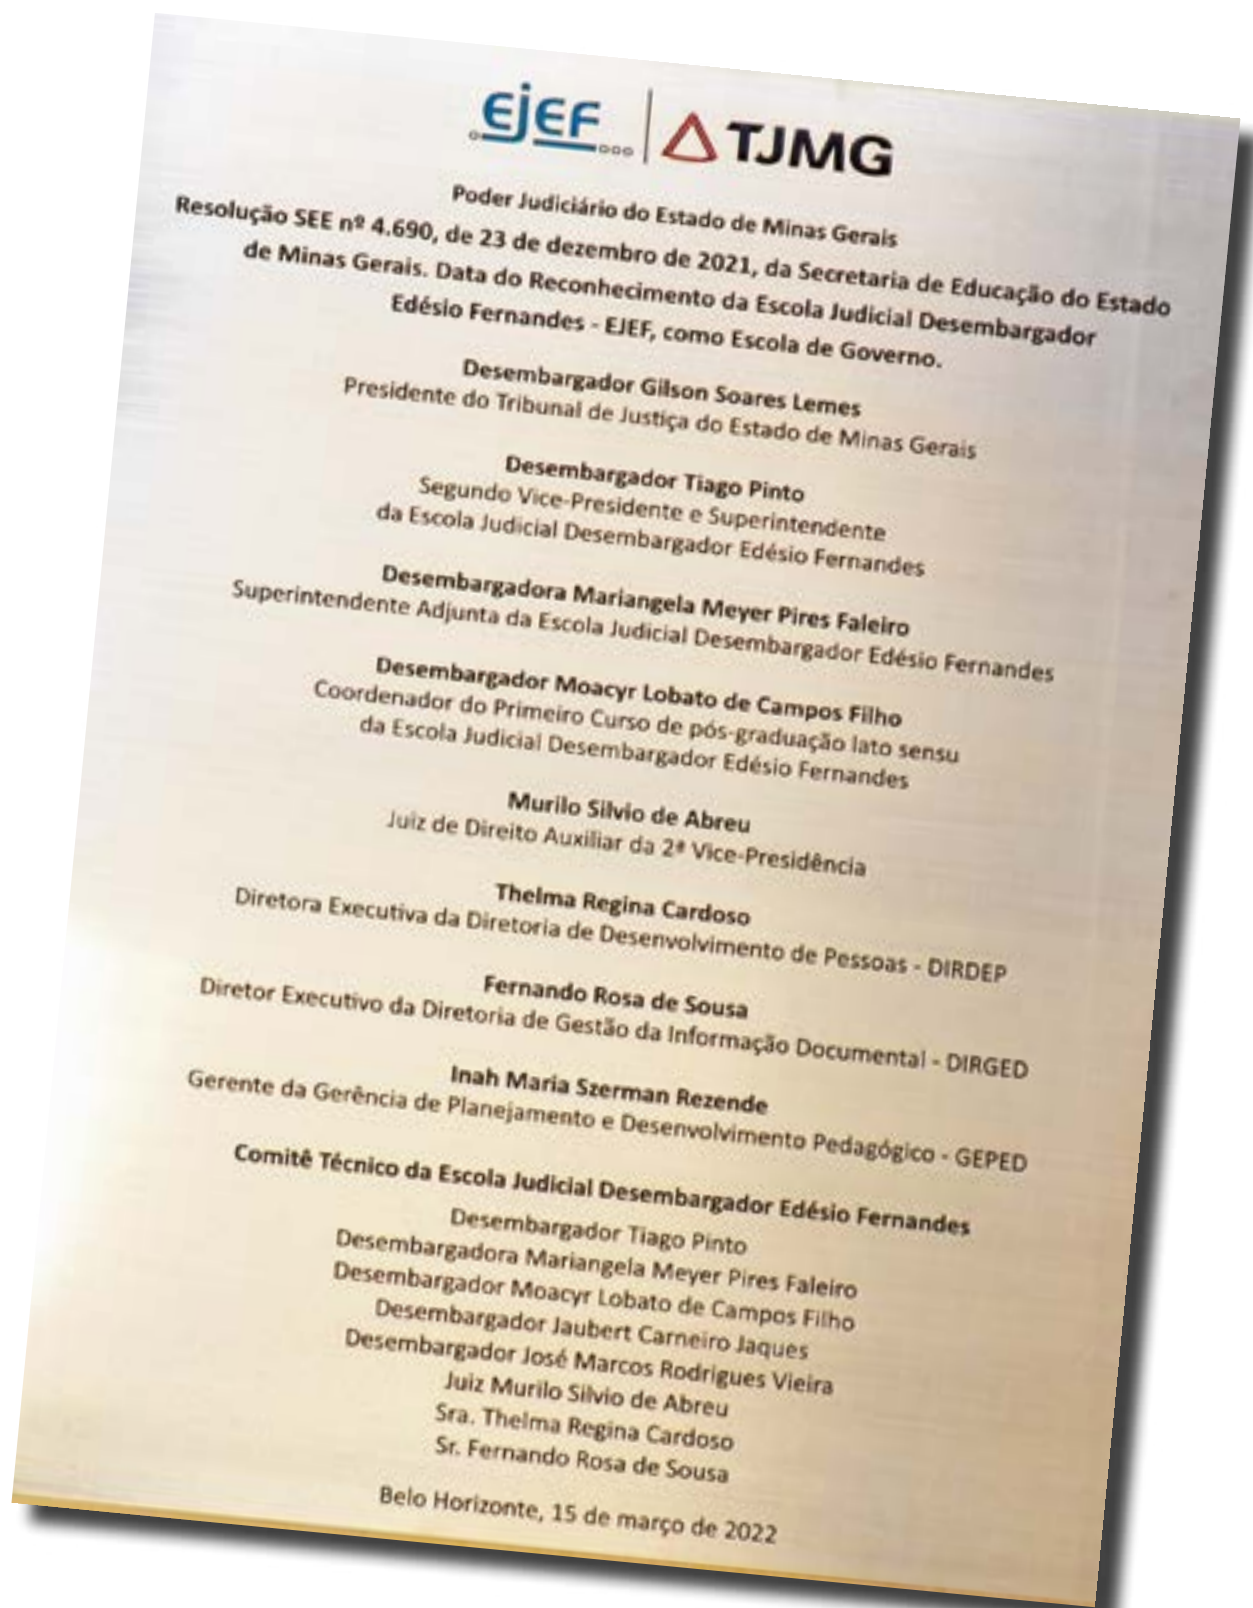 EJEF TJMG
Poder Judiciário do Estado de Minas Gerais
Resolução SEE nº 4.690, de 23 de dezembro de 2021, da Secretaria de Educação do Estado
de Minas Gerais. Data do Reconhecimento da Escola Judicial Desembargador
Edésio Fernandes - EJEF, como Escola de Governo.
Desembargador Gilson Soares Lemes
Presidente do Tribunal de Justiça do Estado de Minas Gerais
Desembargador Tiago Pinto
Segundo Vice-Presidente e Superintendente
da Escola Judicial Desembargador Edésio Fernandes
Desembargadora Mariangela Meyer Pires Faleiro
Superintendente Adjunta da Escola Judicial Desembargador Edésio Fernandes
Desembargador Moacyr Lobato de Campos Filho
Coordenador do Primeiro Curso de pós-graduação lato sensu
da Escola Judicial Desembargador Edésio Fernandes
Murilo Silvio de Abreu
Juiz de Direito Auxiliar da 2ª Vice-Presidência
Thelma Regina Cardoso
Diretora Executiva da Diretoria de Desenvolvimento de Pessoas - DIRDEP
Fernando Rosa de Sousa
Diretor Executivo da Diretoria de Gestão da Informação Documental - DIRGED
Inah Maria Szerman Rezende
Gerente da Gerência de Planejamento e Desenvolvimento Pedagógico - GEPED
Comitê Técnico da Escola Judicial Desembargador Edésio Fernandes
Desembargador Tiago Pinto
Desembargadora Mariangela Meyer Pires Faleiro
Desembargador Moacyr Lobato de Campos Filho
Desembargador Jaubert Carneiro Jaques
Desembargador José Marcos Rodrigues Vieira
Juiz Murilo Silvio de Abreu
Sra. Thelma Regina Cardoso
Sr. Fernando Rosa de Sousa
Belo Horizonte, 15 de março de 2022